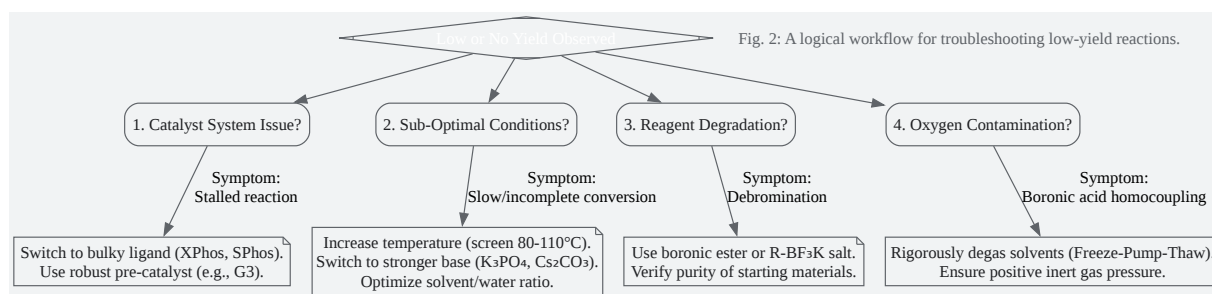 Low or No Yield Observed
Fig. 2: A logical workflow for troubleshooting low-yield reactions.
1. Catalyst System Issue?
2. Sub-Optimal Conditions?
3. Reagent Degradation?
4. Oxygen Contamination?
Symptom:
Stalled reaction
Symptom:
Slow/incomplete conversion
Symptom:
Debromination
Symptom:
Boronic acid homocoupling
Switch to bulky ligand (XPhos, SPhos).
Use robust pre-catalyst (e.g., G3).
Increase temperature (screen 80-110°C).
Switch to stronger base (K₃PO₄, Cs₂CO₃).
Optimize solvent/water ratio.
Use boronic ester or R-BF₃K salt.
Verify purity of starting materials.
Rigorously degas solvents (Freeze-Pump-Thaw).
Ensure positive inert gas pressure.